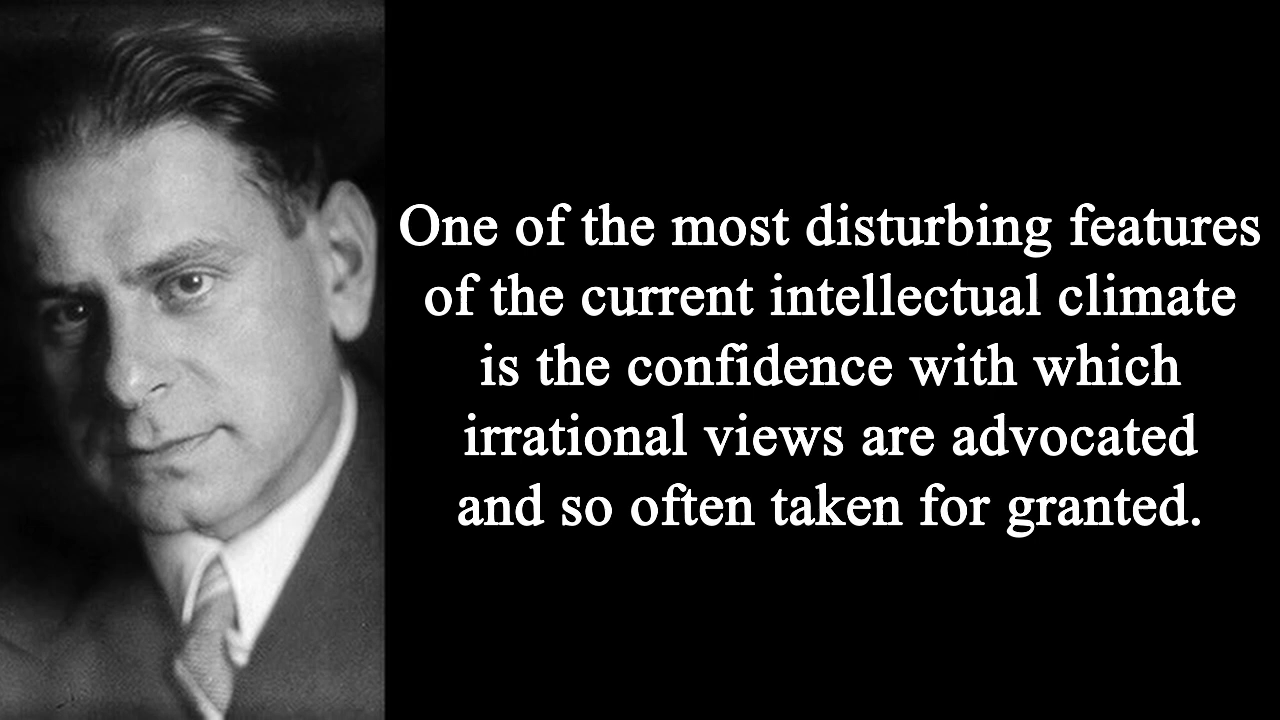 One of the most disturbing features
of the current intellectual climate
is the confidence with which
irrational views are advocated
and so often taken for granted.